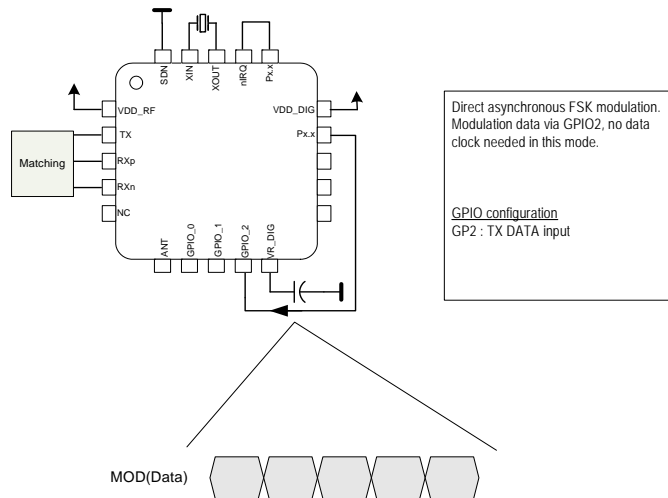 SDN
XIN
XOUT
nIRQ
Px.x
VDD_RF
TX
RXp
RXn
NC
VDD_DIG
Px.x
Matching
ANT
GPIO_0
GPIO_1
GPIO_2
VR_DIG
Direct asynchronous FSK modulation.
Modulation data via GPIO2, no data
clock needed in this mode.
GPIO configuration
GP2 : TX DATA input
MOD(Data)